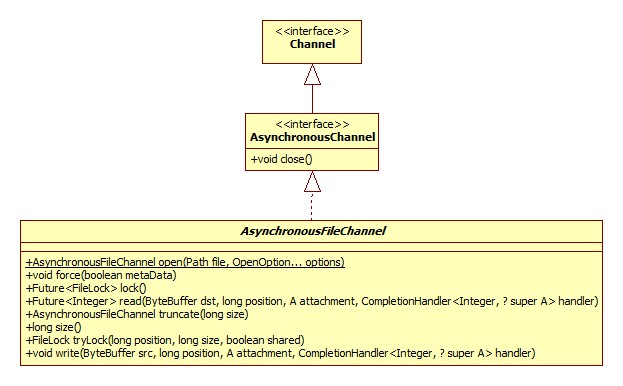 <<interface>>
Channel
<<interface>>
AsynchronousChannel
+void close()
AsynchronousFileChannel
+AsynchronousFileChannel open(Path file, OpenOption... options)
+void force(boolean metaData)
+Future<FileLock> lock()
+Future<Integer> read(ByteBuffer dst, long position, A attachment, CompletionHandler<Integer, ? super A> handler)
+AsynchronousFileChannel truncate(long size)
+long size()
+FileLock tryLock(long position, long size, boolean shared)
+void write(ByteBuffer src, long position, A attachment, CompletionHandler<Integer, ? super A> handler)